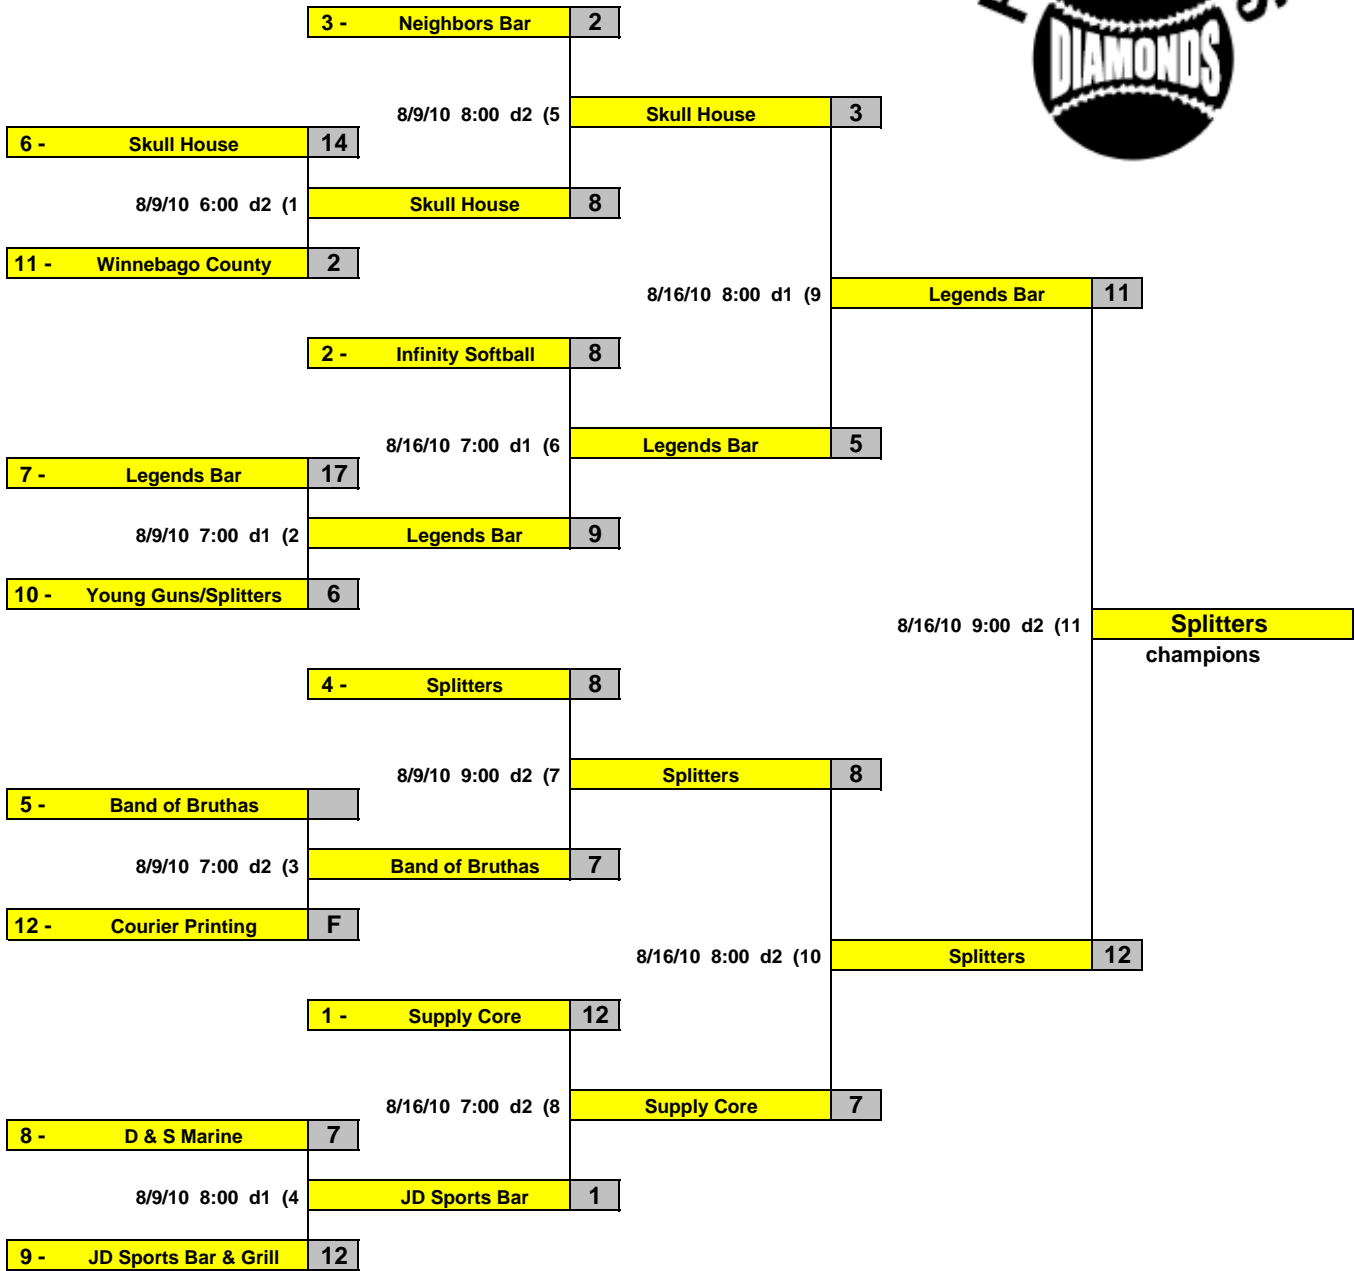 3 - Neighbors Bar 2
DIAMONDS
8/9/10 8:00 d2 (5 Skull House 3
6 - Skull House 14
8/9/10 6:00 d2 (1 Skull House 8
11 - Winnebago County 2
8/16/10 8:00 d1 (9 Legends Bar 11
2 - Infinity Softball 8
8/16/10 7:00 d1 (6 Legends Bar 5
7 - Legends Bar 17
8/9/10 7:00 d1 (2 Legends Bar 9
10 - Young Guns/Splitters 6
8/16/10 9:00 d2 (11 Splitters
champions
4 - Splitters 8
8/9/10 9:00 d2 (7 Splitters 8
5 - Band of Bruthas
8/9/10 7:00 d2 (3 Band of Bruthas 7
12 - Courier Printing F
8/16/10 8:00 d2 (10 Splitters 12
1 - Supply Core 12
8/16/10 7:00 d2 (8 Supply Core 7
8 - D & S Marine 7
8/9/10 8:00 d1 (4 JD Sports Bar 1
9 - JD Sports Bar & Grill 12